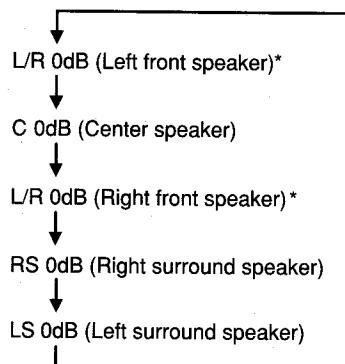 L/R 0dB (Left front speaker)*
C 0dB (Center speaker)
L/R 0dB (Right front speaker)*
RS 0dB (Right surround speaker)
LS 0dB (Left surround speaker)